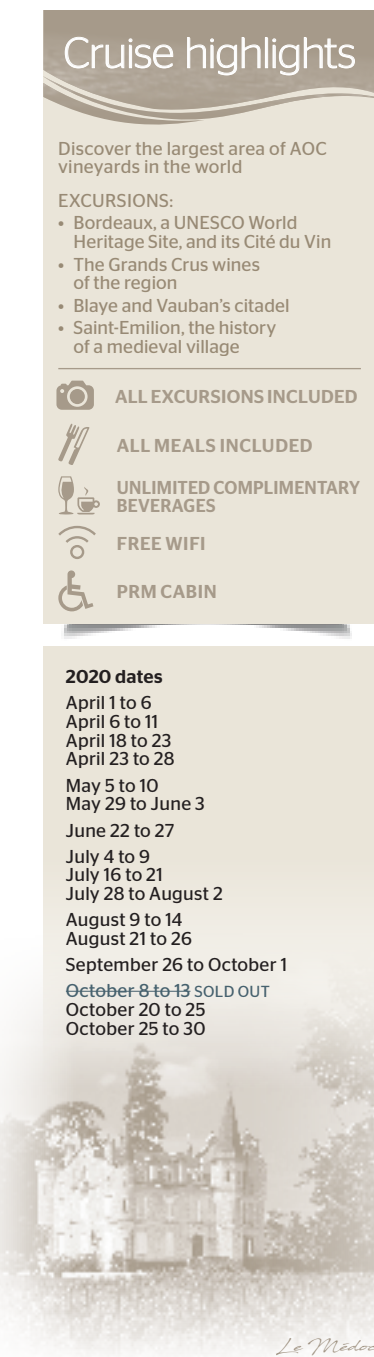 Cruise highlights
Discover the largest area of AOC
vineyards in the world
EXCURSIONS:
• Bordeaux, a UNESCO World
Heritage Site, and its Cité du Vin
• The Grands Crus wines
of the region
• Blaye and Vauban's citadel
• Saint-Emilion, the history
of a medieval village
ALL EXCURSIONS INCLUDED
ALL MEALS INCLUDED
UNLIMITED COMPLIMENTARY
BEVERAGES
FREE WIFI
PRM CABIN
2020 dates
April 1 to 6
April 6 to 11
April 18 to 23
April 23 to 28
May 5 to 10
May 29 to June 3
June 22 to 27
July 4 to 9
July 16 to 21
July 28 to August 2
August 9 to 14
August 21 to 26
September 26 to October 1
October 8 to 13 SOLD OUT
October 20 to 25
October 25 to 30
Le Médoc